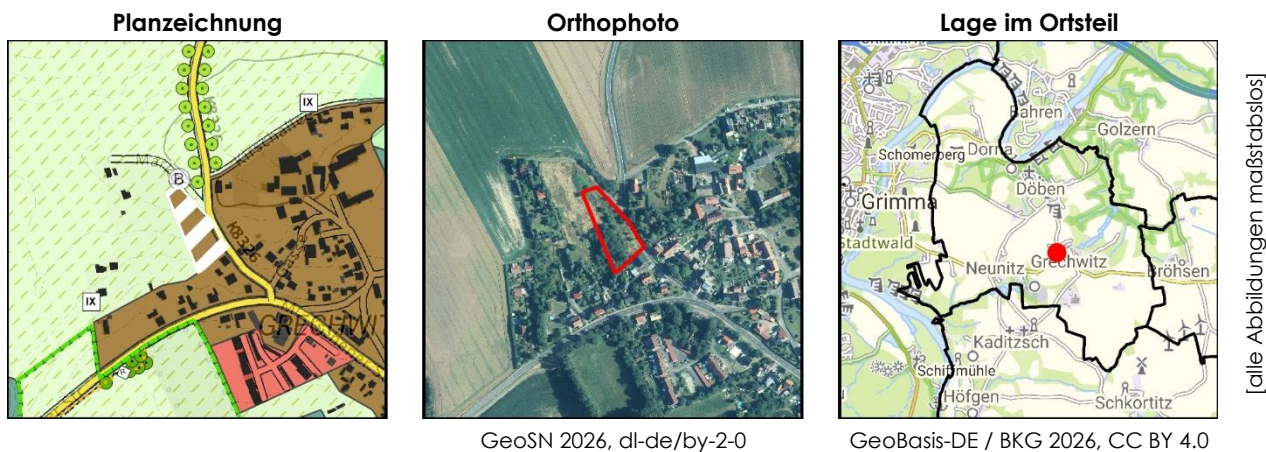 Planzeichnung
Orthophoto
Lage im Ortsteil
IX
B
K8326
Gasse
IX
GRECHWIT
R
Bahren
Golzern
Schomerberg
Dorna
Döben
Grimma
Stadtwald
Grechwitz
Neunitz
Bröhsen
Kaditzsch
Schiffmühle
Höfgen
Schkortitz
[alle Abbildungen maßstabslos]
GeoSN 2026, dl-de/by-2-0
GeoBasis-DE / BKG 2026, CC BY 4.0